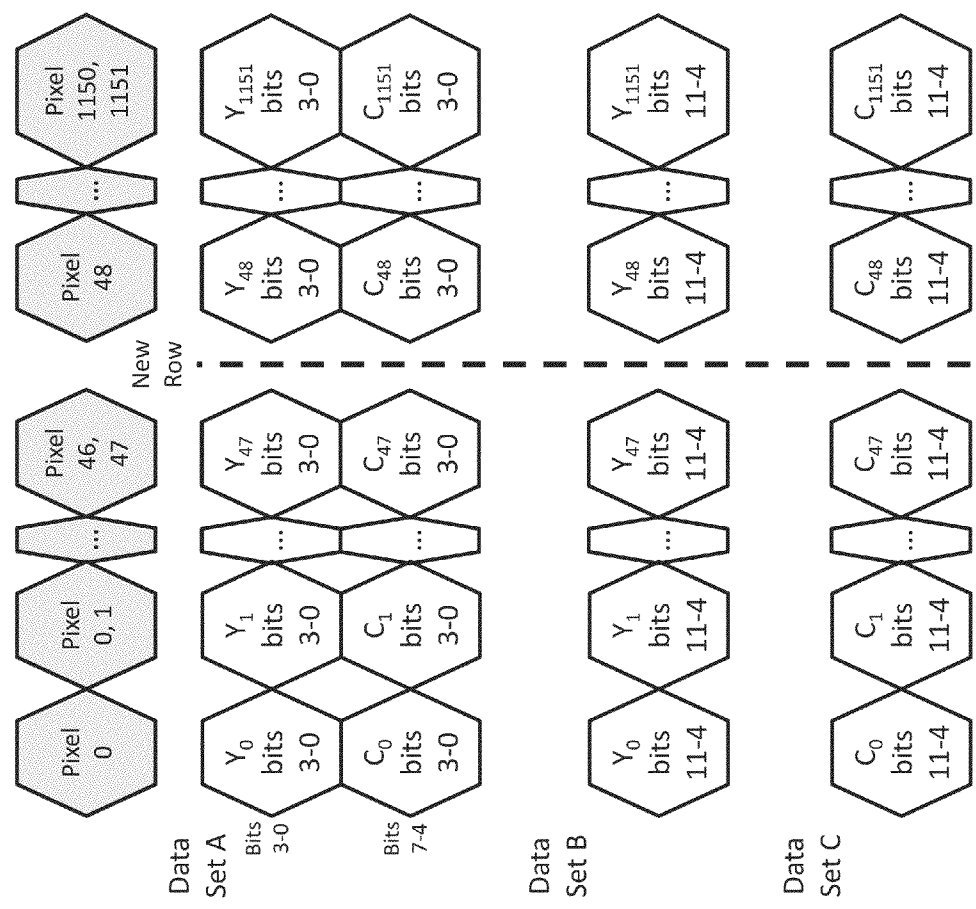 Pixel
0
Pixel
0, 1
...
Pixel
46,
47
New
Row
Pixel
48
...
Pixel
1150,
1151
Data
Set A
Bits
3-0
Y₀
bits
3-0
Y₁
bits
3-0
...
Y₄₇
bits
3-0
Y₄₈
bits
3-0
...
Y₁₁₅₁
bits
3-0
Bits
7-4
C₀
bits
3-0
C₁
bits
3-0
...
C₄₇
bits
3-0
C₄₈
bits
3-0
...
C₁₁₅₁
bits
3-0
Data
Set B
Y₀
bits
11-4
Y₁
bits
11-4
...
Y₄₇
bits
11-4
Y₄₈
bits
11-4
...
Y₁₁₅₁
bits
11-4
Data
Set C
C₀
bits
11-4
C₁
bits
11-4
...
C₄₇
bits
11-4
C₄₈
bits
11-4
...
C₁₁₅₁
bits
11-4